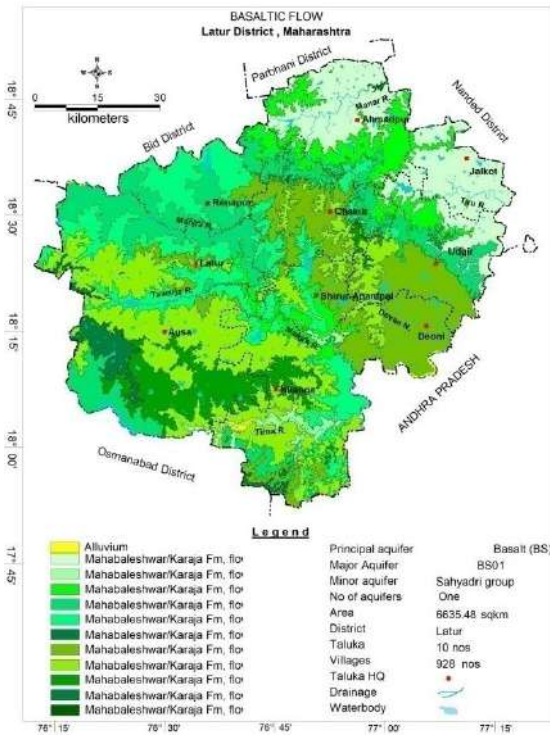 BASALTIC FLOW
Latur District , Maharashtra
Parbhani District
Nanded District
Bid District
0 15 30
kilometers
18° 45'
18° 30'
18° 15'
18° 00'
17° 45'
Manar R.
Ahmadpur
Jalkot
Tiru R.
Renapur
Manjra R.
Chakur
Udgir
Latur
Tawarja R.
Shirur-Anantpal
Deoni
Ausa
Manjra R.
Nilanga
Tirna R.
ANDHRA PRADESH
Osmanabad District
Legend
Alluvium
Mahabaleshwar/Karaja Fm, flo
Mahabaleshwar/Karaja Fm, flo
Mahabaleshwar/Karaja Fm, flo
Mahabaleshwar/Karaja Fm, flo
Mahabaleshwar/Karaja Fm, flo
Mahabaleshwar/Karaja Fm, flo
Mahabaleshwar/Karaja Fm, flo
Mahabaleshwar/Karaja Fm, flo
Mahabaleshwar/Karaja Fm, flo
Mahabaleshwar/Karaja Fm, flo
Mahabaleshwar/Karaja Fm, flo
Principal aquifer Basalt (BS)
Major Aquifer BS01
Minor aquifer Sahyadri group
No of aquifers One
Area 6635.48 sqkm
District Latur
Taluka 10 nos
Villages 928 nos
Taluka HQ
Drainage
Waterbody
76° 15' 76° 30' 76° 45' 77° 00' 77° 15'